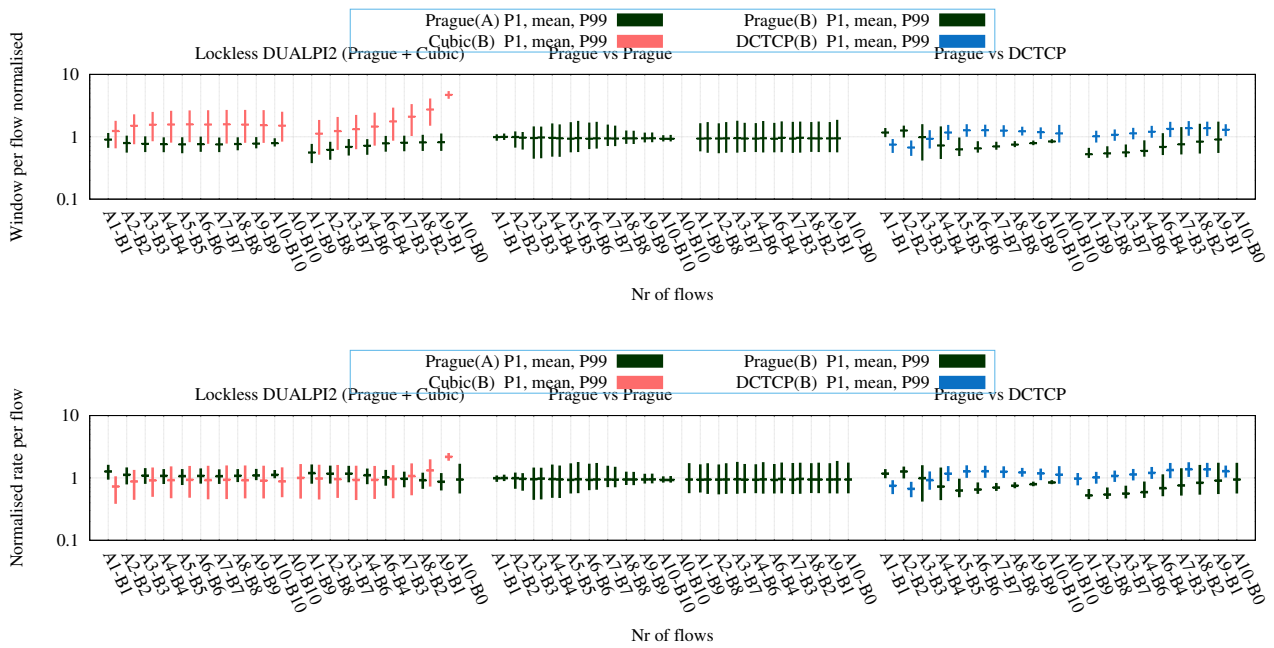 Prague(A) P1, mean, P99
Prague(B) P1, mean, P99
Cubic(B) P1, mean, P99
DCTCP(B) P1, mean, P99
Lockless DUALPI2 (Prague + Cubic)
Prague vs Prague
Prague vs DCTCP
Window per flow normalised
10
1
0.1
A1-B1 A2-B2 A3-B3 A4-B4 A5-B5 A6-B6 A7-B7 A8-B8 A9-B9 A10-B10 A0-B10 A1-B9 A2-B8 A3-B7 A4-B6 A6-B4 A7-B3 A8-B2 A9-B1 A10-B0
A1-B1 A2-B2 A3-B3 A4-B4 A5-B5 A6-B6 A7-B7 A8-B8 A9-B9 A10-B10 A0-B10 A1-B9 A2-B8 A3-B7 A4-B6 A6-B4 A7-B3 A8-B2 A9-B1 A10-B0
A1-B1 A2-B2 A3-B3 A4-B4 A5-B5 A6-B6 A7-B7 A8-B8 A9-B9 A10-B10 A0-B10 A1-B9 A2-B8 A3-B7 A4-B6 A6-B4 A7-B3 A8-B2 A9-B1 A10-B0
Nr of flows
Prague(A) P1, mean, P99
Prague(B) P1, mean, P99
Cubic(B) P1, mean, P99
DCTCP(B) P1, mean, P99
Lockless DUALPI2 (Prague + Cubic)
Prague vs Prague
Prague vs DCTCP
Normalised rate per flow
10
1
0.1
A1-B1 A2-B2 A3-B3 A4-B4 A5-B5 A6-B6 A7-B7 A8-B8 A9-B9 A10-B10 A0-B10 A1-B9 A2-B8 A3-B7 A4-B6 A6-B4 A7-B3 A8-B2 A9-B1 A10-B0
A1-B1 A2-B2 A3-B3 A4-B4 A5-B5 A6-B6 A7-B7 A8-B8 A9-B9 A10-B10 A0-B10 A1-B9 A2-B8 A3-B7 A4-B6 A6-B4 A7-B3 A8-B2 A9-B1 A10-B0
A1-B1 A2-B2 A3-B3 A4-B4 A5-B5 A6-B6 A7-B7 A8-B8 A9-B9 A10-B10 A0-B10 A1-B9 A2-B8 A3-B7 A4-B6 A6-B4 A7-B3 A8-B2 A9-B1 A10-B0
Nr of flows